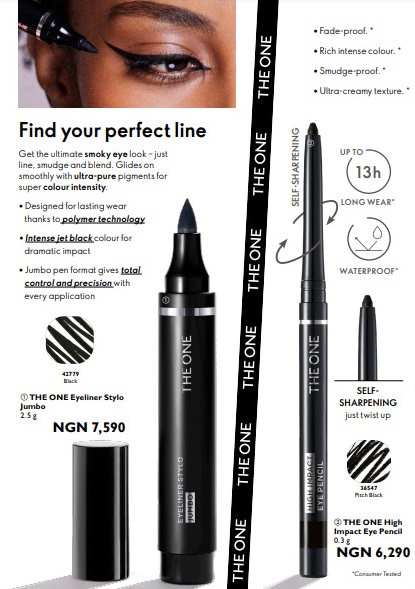 Find your perfect line
Get the ultimate smoky eye look – just
line, smudge and blend. Glides on
smoothly with ultra-pure pigments for
super colour intensity.
• Designed for lasting wear
thanks to polymer technology
• Intense jet black colour for
dramatic impact
• Jumbo pen format gives total
control and precision with
every application
42779
Black
① THE ONE Eyeliner Stylo
Jumbo
2.5 g
NGN 7,590
①
THE ONE
EYELINER STYLO
JUMBO
THE ONE
THE ONE
THE ONE
THE ONE
THE ONE
THE ONE
• Fade-proof. *
• Rich intense colour. *
• Smudge-proof. *
• Ultra-creamy texture. *
SELF-SHARPENING
②
UP TO
13h
LONG WEAR*
WATERPROOF*
THE ONE
HIGH IMPACT
EYE PENCIL
SELF-
SHARPENING
just twist up
36547
Pitch Black
② THE ONE High
Impact Eye Pencil
0.3 g
NGN 6,290
*Consumer Tested